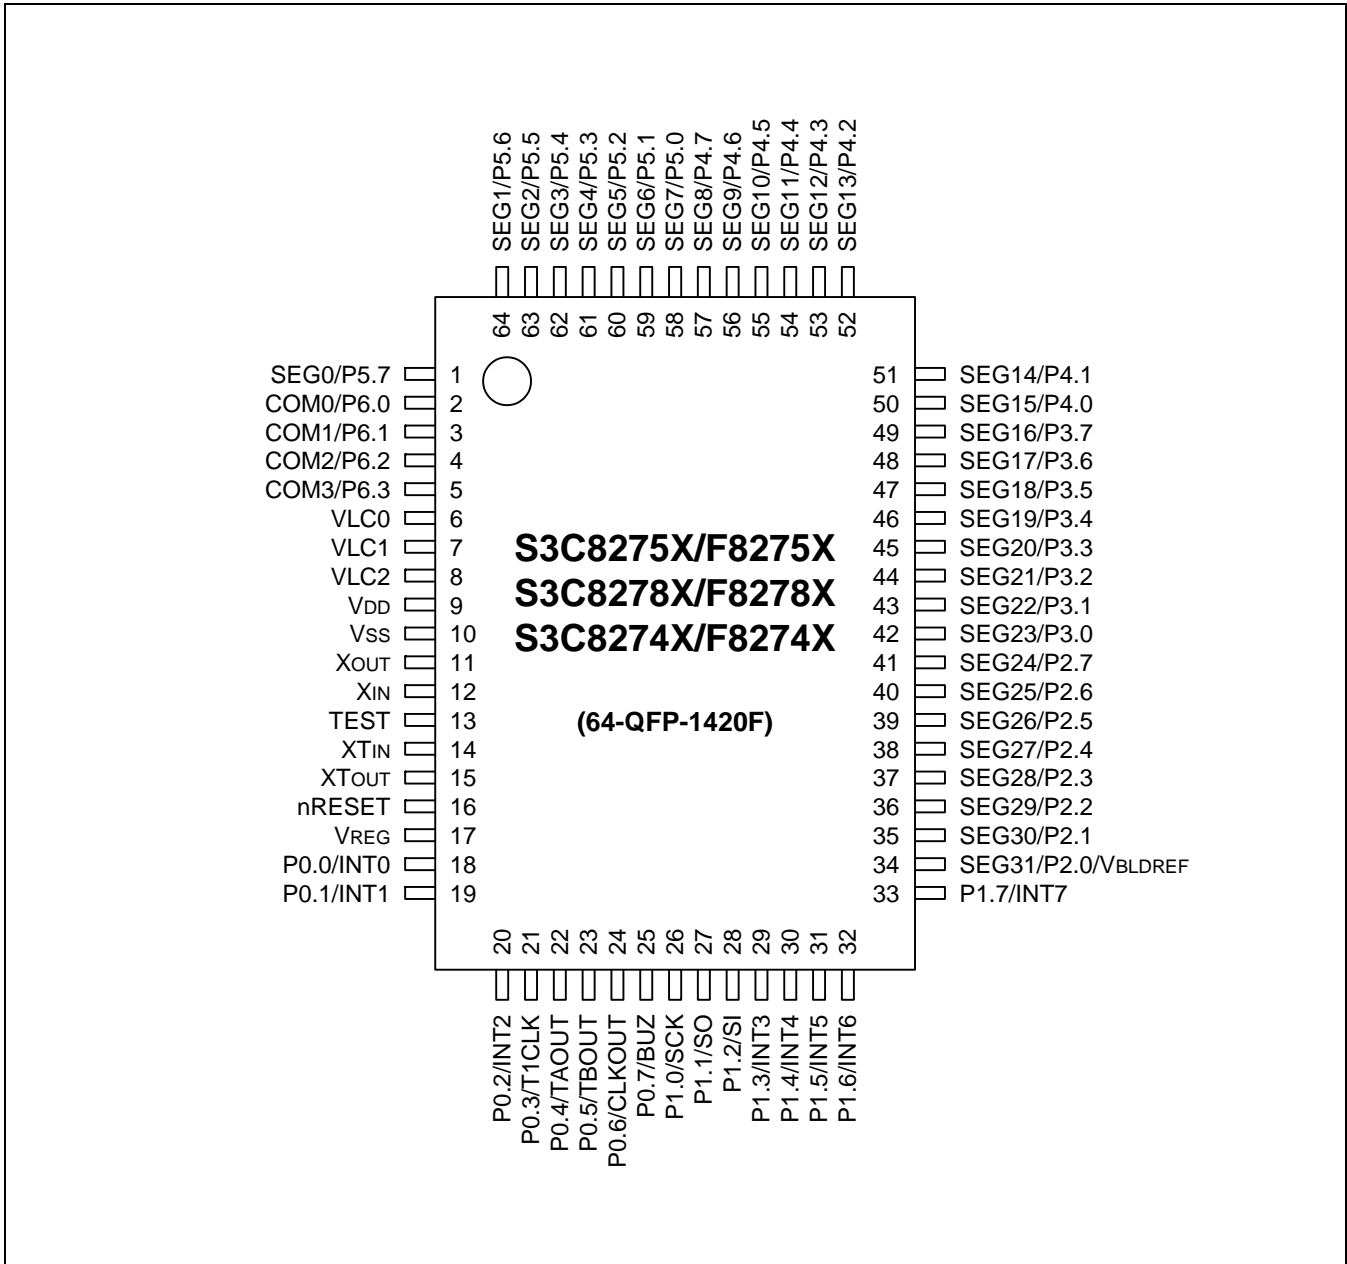 SEG1/P5.6
SEG2/P5.5
SEG3/P5.4
SEG4/P5.3
SEG5/P5.2
SEG6/P5.1
SEG7/P5.0
SEG8/P4.7
SEG9/P4.6
SEG10/P4.5
SEG11/P4.4
SEG12/P4.3
SEG13/P4.2
64 63 62 61 60 59 58 57 56 55 54 53 52
SEG0/P5.7 1 51 SEG14/P4.1
COM0/P6.0 2 50 SEG15/P4.0
COM1/P6.1 3 49 SEG16/P3.7
COM2/P6.2 4 48 SEG17/P3.6
COM3/P6.3 5 47 SEG18/P3.5
VLC0 6 46 SEG19/P3.4
VLC1 7 45 SEG20/P3.3
VLC2 8 44 SEG21/P3.2
VDD 9 43 SEG22/P3.1
VSS 10 42 SEG23/P3.0
XOUT 11 41 SEG24/P2.7
XIN 12 40 SEG25/P2.6
TEST 13 39 SEG26/P2.5
XTIN 14 38 SEG27/P2.4
XTOUT 15 37 SEG28/P2.3
nRESET 16 36 SEG29/P2.2
VREG 17 35 SEG30/P2.1
P0.0/INT0 18 34 SEG31/P2.0/VBLDREF
P0.1/INT1 19 33 P1.7/INT7
S3C8275X/F8275X
S3C8278X/F8278X
S3C8274X/F8274X
(64-QFP-1420F)
20 21 22 23 24 25 26 27 28 29 30 31 32
P0.2/INT2
P0.3/T1CLK
P0.4/TAOUT
P0.5/TBOUT
P0.6/CLKOUT
P0.7/BUZ
P1.0/SCK
P1.1/SO
P1.2/SI
P1.3/INT3
P1.4/INT4
P1.5/INT5
P1.6/INT6